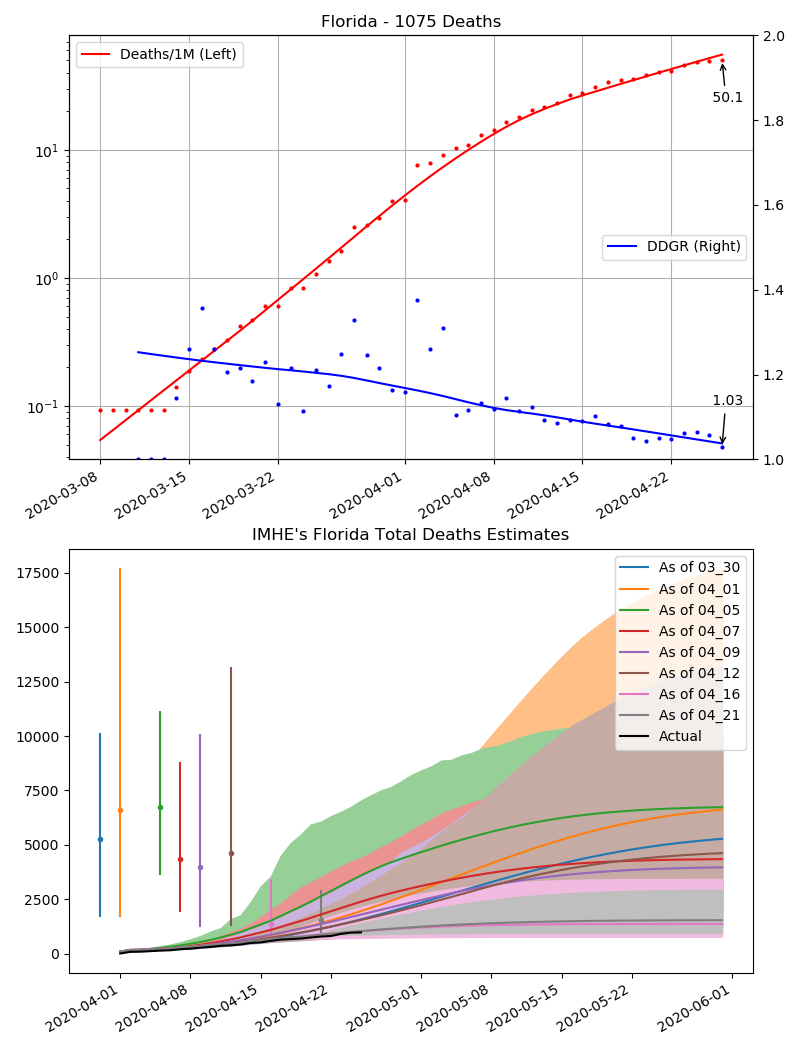 Florida - 1075 Deaths
Deaths/1M (Left)
2.0
50.1
1.8
10¹
1.6
DDGR (Right)
10⁰
1.4
1.2
1.03
10⁻¹
1.0
2020-03-08
2020-03-15
2020-03-22
2020-04-01
2020-04-08
2020-04-15
2020-04-22
IMHE's Florida Total Deaths Estimates
17500
15000
12500
10000
7500
5000
2500
0
As of 03_30
As of 04_01
As of 04_05
As of 04_07
As of 04_09
As of 04_12
As of 04_16
As of 04_21
Actual
2020-04-01
2020-04-08
2020-04-15
2020-04-22
2020-05-01
2020-05-08
2020-05-15
2020-05-22
2020-06-01